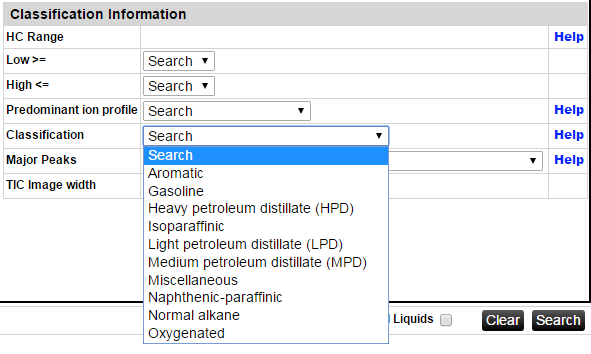 Classification Information
HC Range Help
Low >= Search
High <= Search
Predominant ion profile Search Help
Classification Search Help
Major Peaks Help
TIC Image width
Search
Aromatic
Gasoline
Heavy petroleum distillate (HPD)
Isoparaffinic
Light petroleum distillate (LPD)
Medium petroleum distillate (MPD)
Miscellaneous
Naphthenic-paraffinic
Normal alkane
Oxygenated
Liquids Clear Search